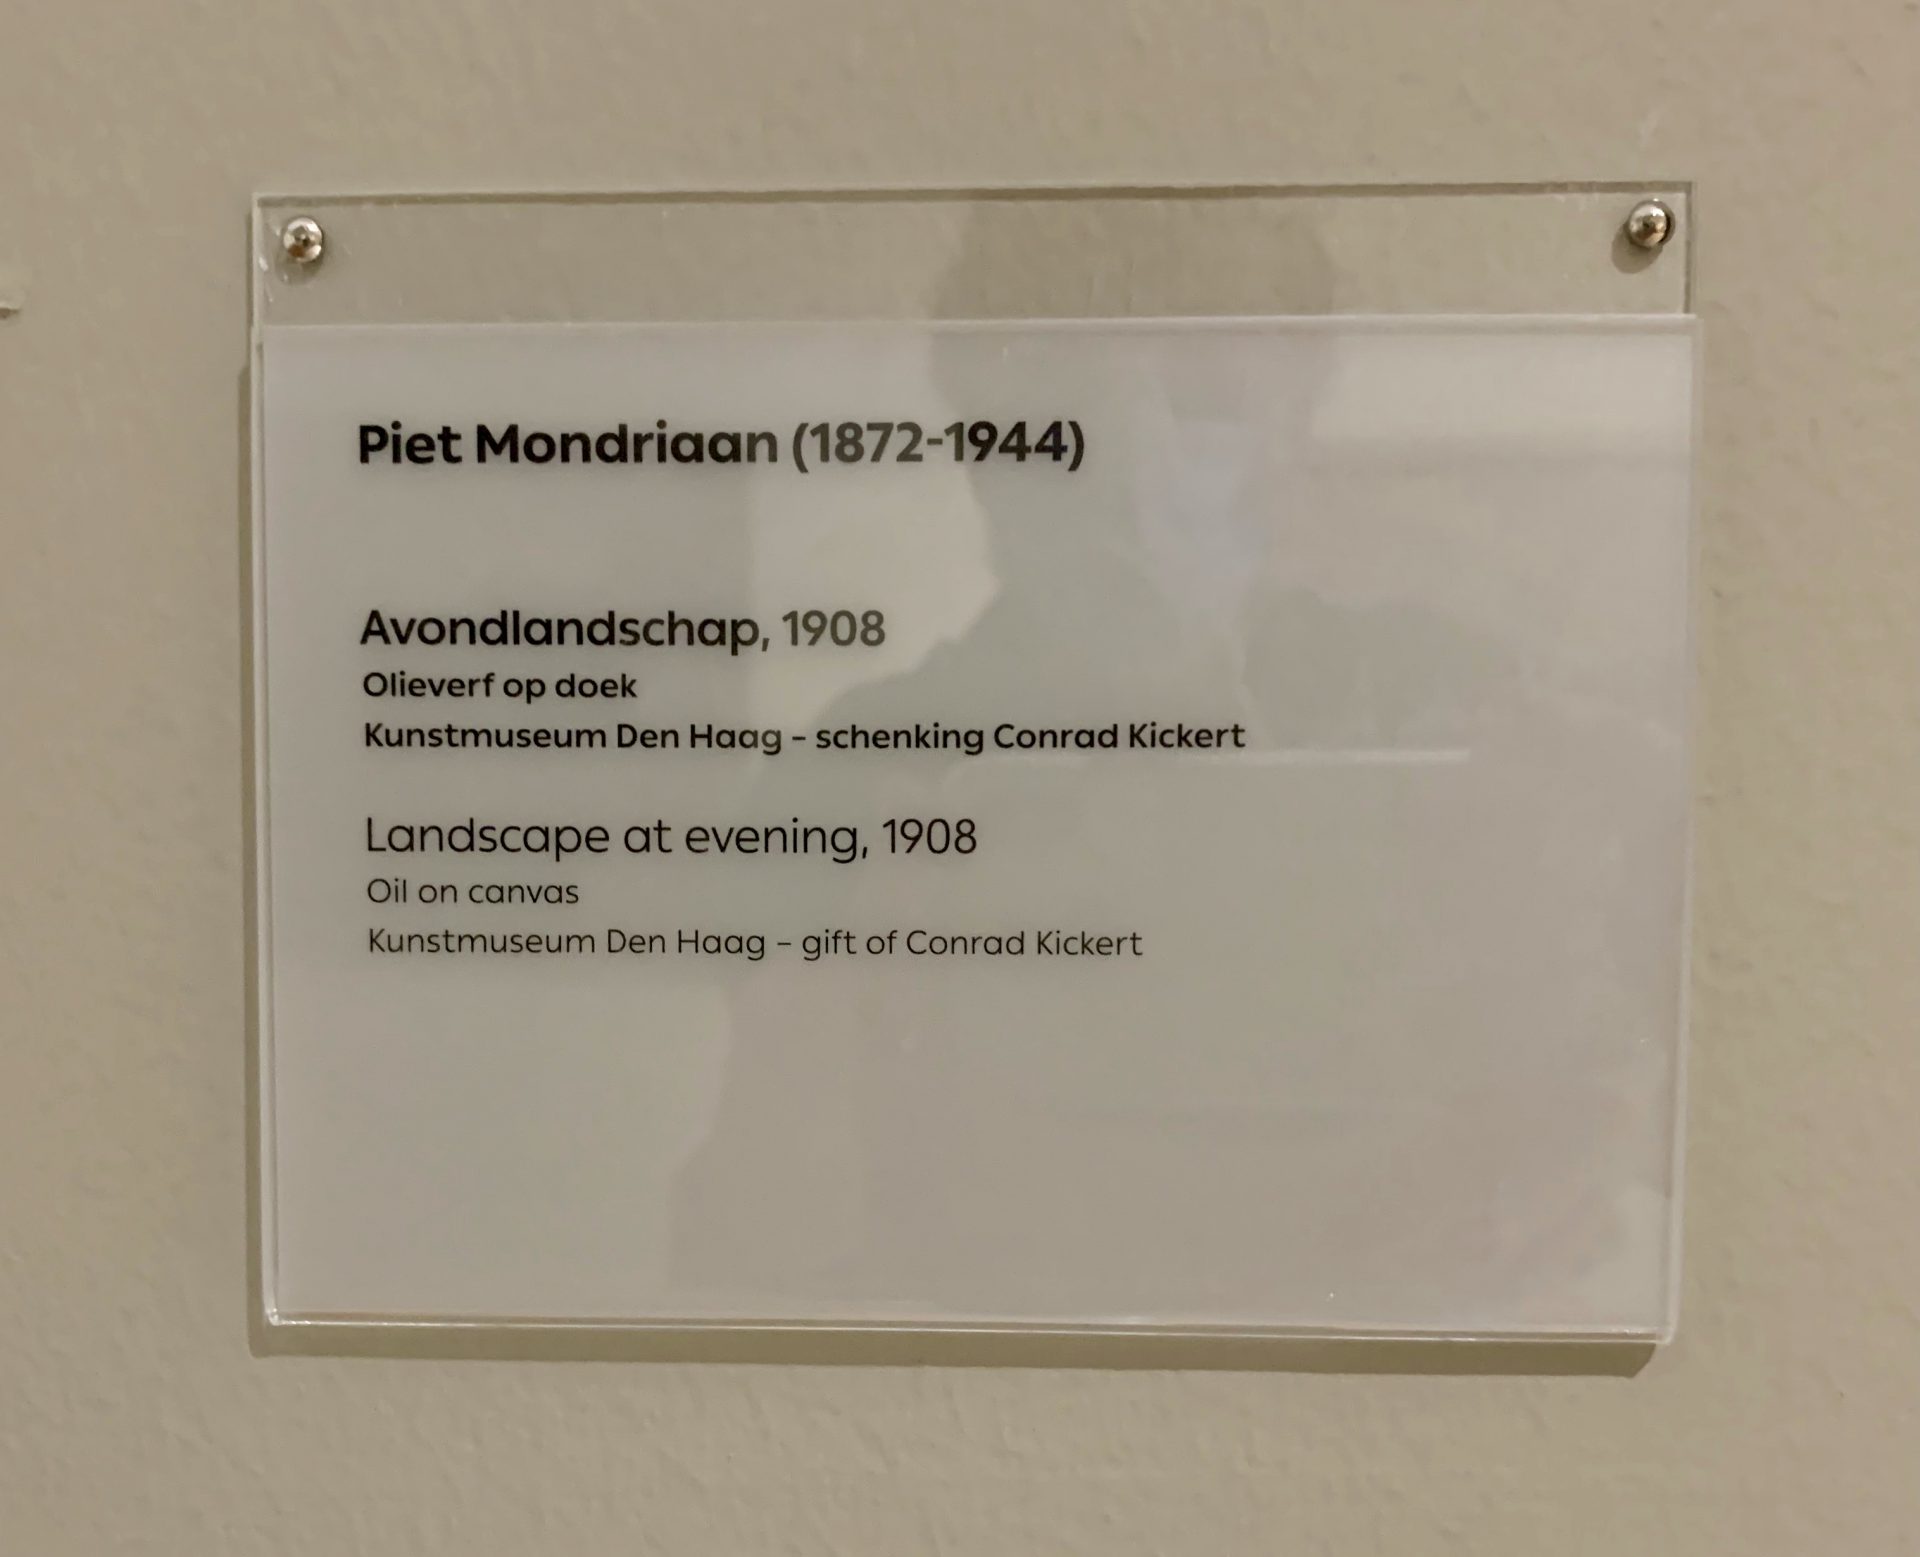 Piet Mondriaan (1872-1944)
Avondlandschap, 1908
Olieverf op doek
Kunstmuseum Den Haag – schenking Conrad Kickert
Landscape at evening, 1908
Oil on canvas
Kunstmuseum Den Haag – gift of Conrad Kickert